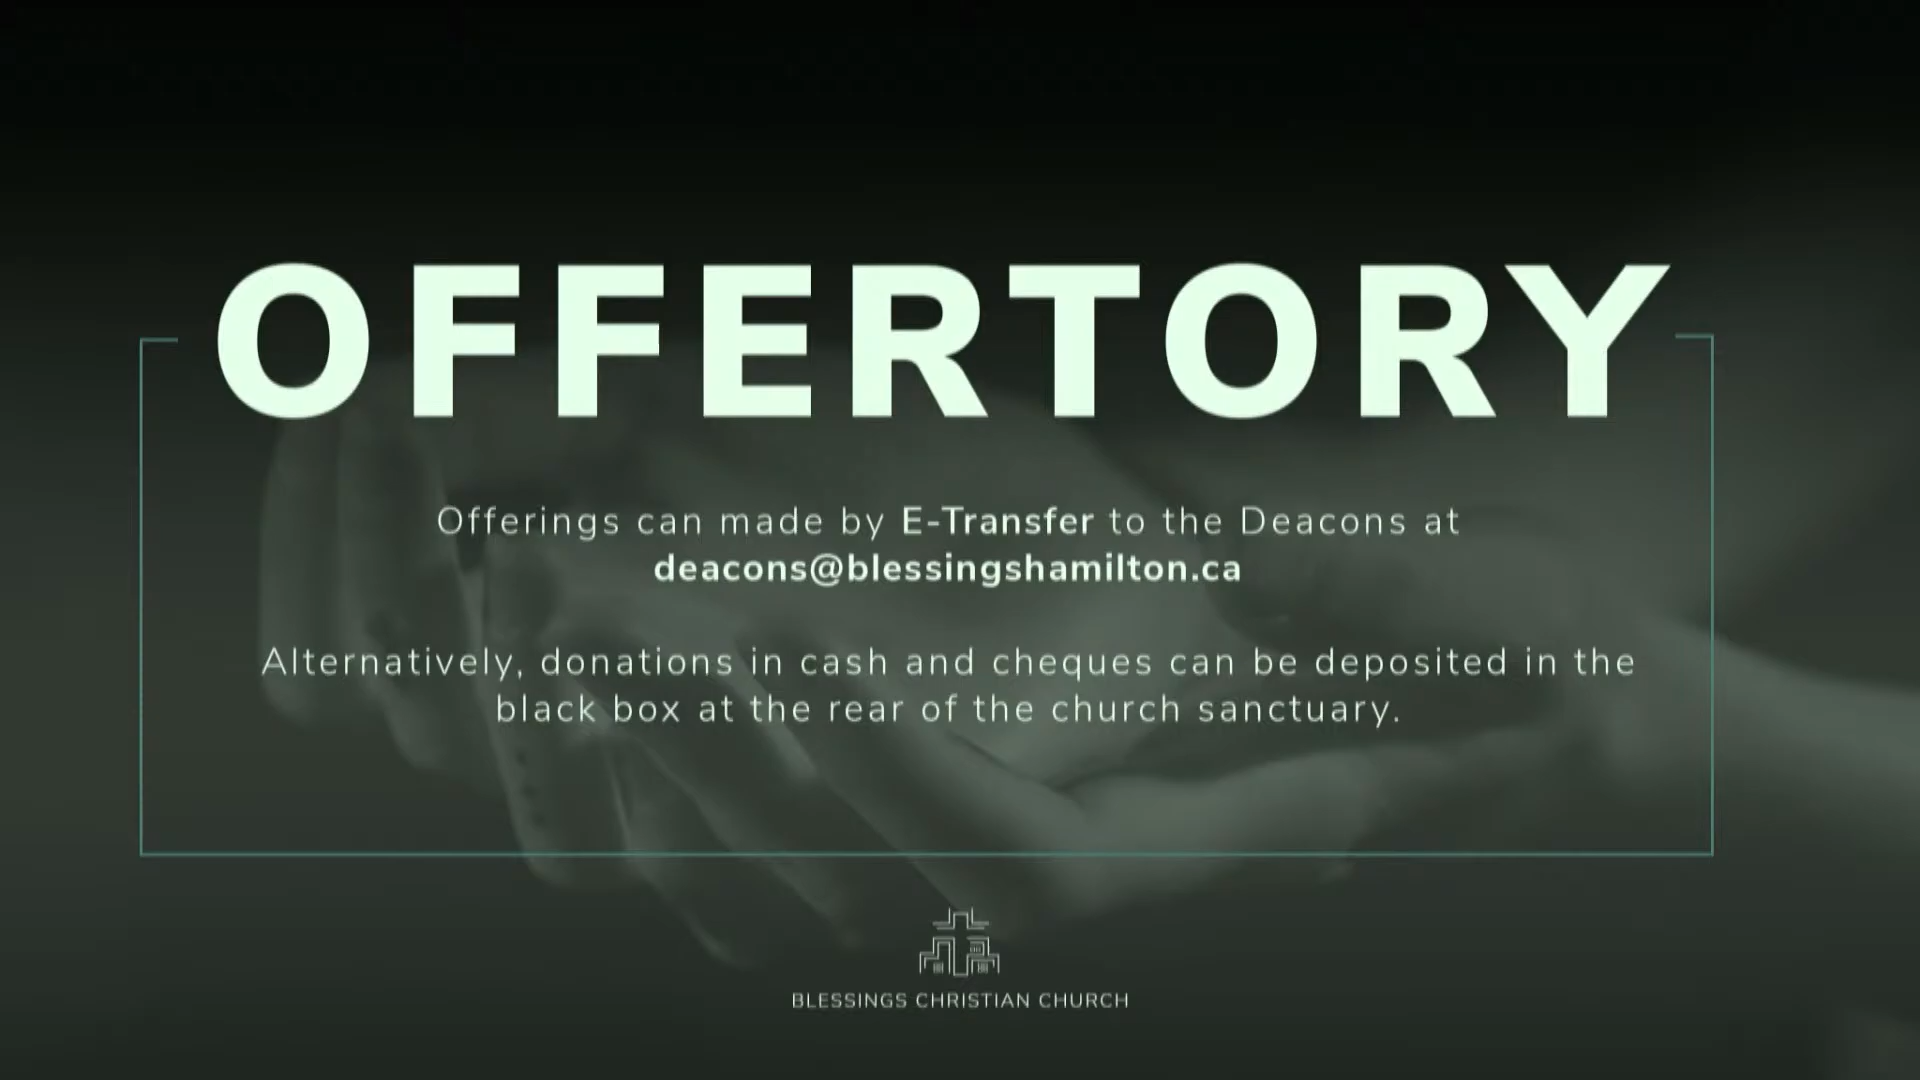 OFFERTORY
Offerings can made by E-Transfer to the Deacons at
deacons@blessingshamilton.ca
Alternatively, donations in cash and cheques can be deposited in the
black box at the rear of the church sanctuary.
BLESSINGS CHRISTIAN CHURCH